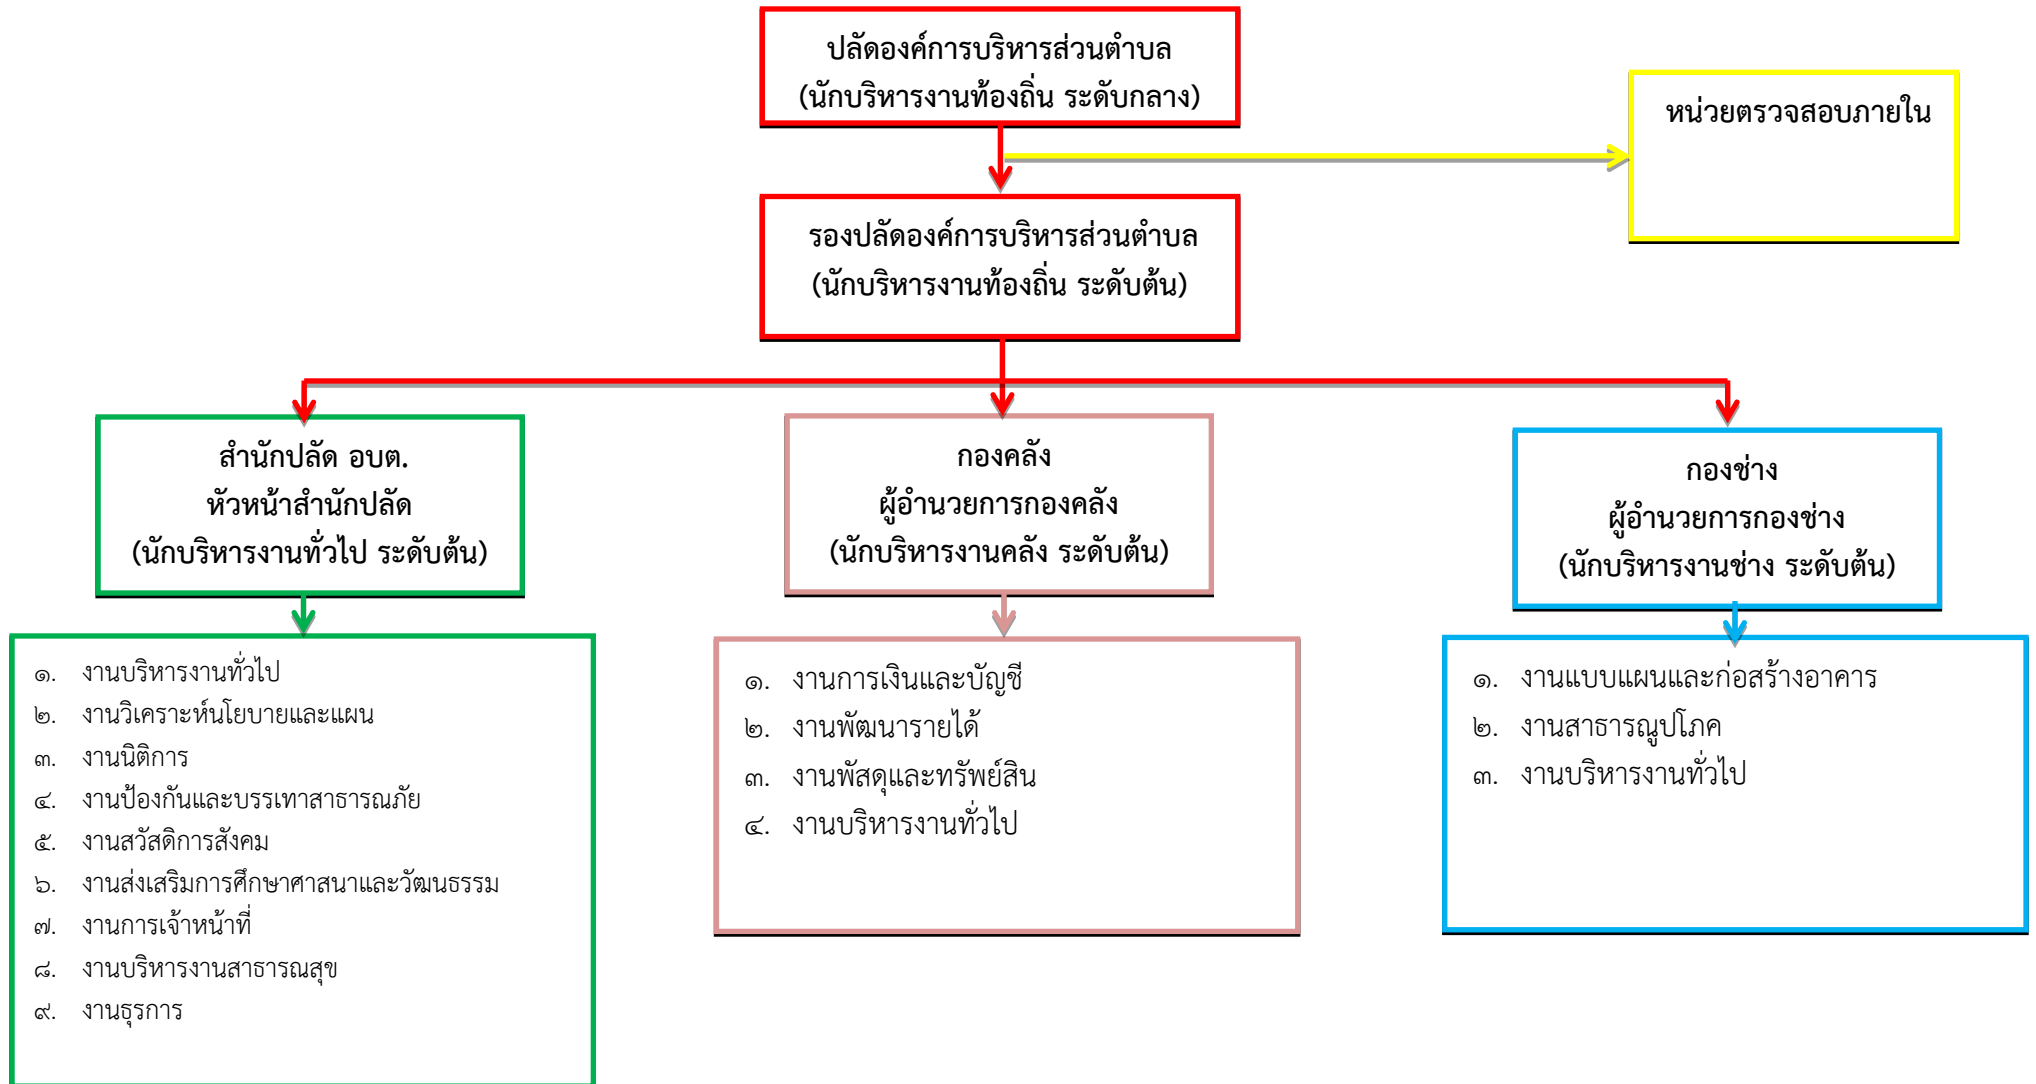 ปลัดองค์การบริหารส่วนตำบล
(นักบริหารงานท้องถิ่น ระดับกลาง)
หน่วยตรวจสอบภายใน
รองปลัดองค์การบริหารส่วนตำบล
(นักบริหารงานท้องถิ่น ระดับต้น)
สำนักปลัด อบต.
หัวหน้าสำนักปลัด
(นักบริหารงานทั่วไป ระดับต้น)
กองคลัง
ผู้อำนวยการกองคลัง
(นักบริหารงานคลัง ระดับต้น)
กองช่าง
ผู้อำนวยการกองช่าง
(นักบริหารงานช่าง ระดับต้น)
๑. งานบริหารงานทั่วไป
๒. งานวิเคราะห์นโยบายและแผน
๓. งานนิติการ
๔. งานป้องกันและบรรเทาสาธารณภัย
๕. งานสวัสดิการสังคม
๖. งานส่งเสริมการศึกษาศาสนาและวัฒนธรรม
๗. งานการเจ้าหน้าที่
๘. งานบริหารงานสาธารณสุข
๙. งานธุรการ
๑. งานการเงินและบัญชี
๒. งานพัฒนารายได้
๓. งานพัสดุและทรัพย์สิน
๔. งานบริหารงานทั่วไป
๑. งานแบบแผนและก่อสร้างอาคาร
๒. งานสาธารณูปโภค
๓. งานบริหารงานทั่วไป